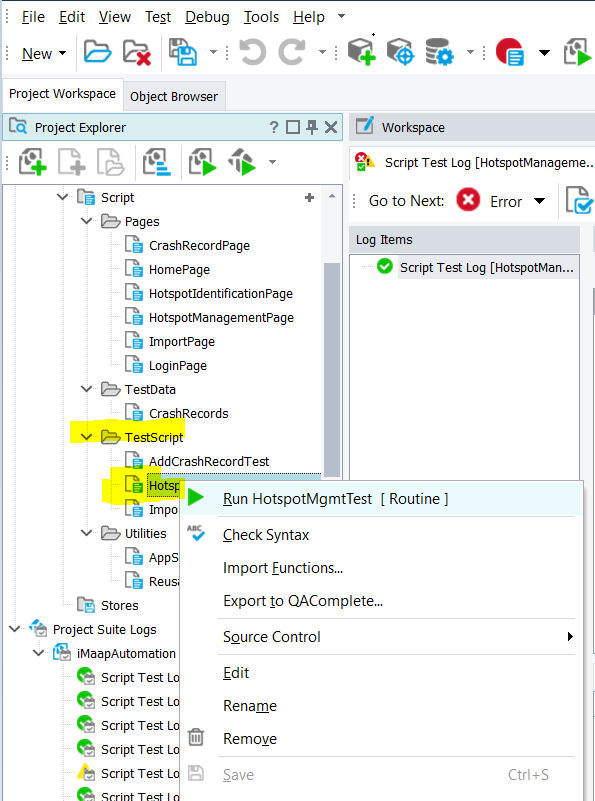 File Edit View Test Debug Tools Help
New
Project Workspace Object Browser
Project Explorer ?
Workspace
Script Test Log [HotspotManageme...
Go to Next: Error
Log Items
Script Test Log [HotspotMan...
Script +
Pages
CrashRecordPage
HomePage
HotspotIdentificationPage
HotspotManagementPage
ImportPage
LoginPage
TestData
CrashRecords
TestScript
AddCrashRecordTest
Hotsp
Impo
Utilities
AppS
Reusa
Stores
Project Suite Logs
iMaapAutomation
Script Test Lo
Script Test Lo
Script Test Lo
Script Test Lo
Script Test Lo
Script Test Lo
Run HotspotMgmtTest [ Routine ]
ABC
Check Syntax
Import Functions...
Export to QAComplete...
Source Control
Edit
Rename
Remove
Save Ctrl+S